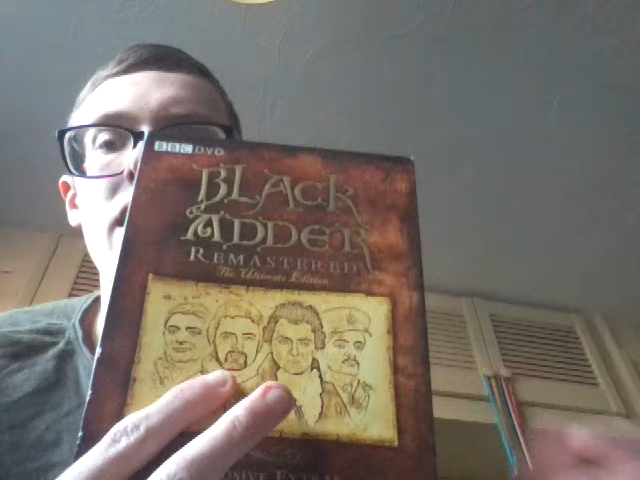 BBC DVD
BLACK
ADDER
REMASTERED
The Ultimate Edition